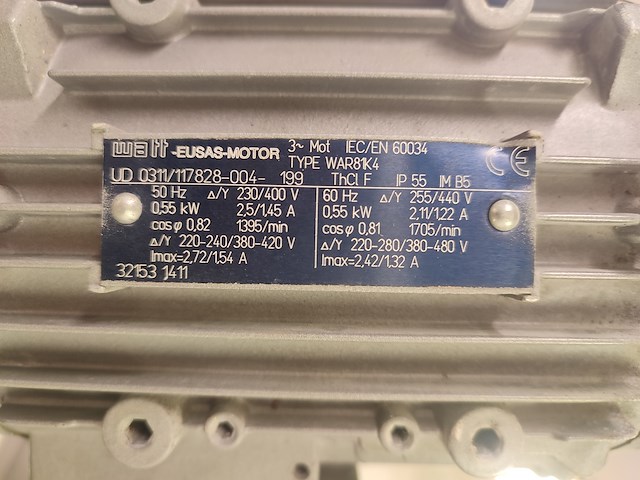 watt -EUSAS-MOTOR 3~ Mot IEC/EN 60034
TYPE WAR81K4
UD 0311/117828-004- 199 ThCl F IP 55 IM B5
50 Hz Δ/Y 230/400 V 60 Hz Δ/Y 255/440 V
0,55 kW 2,5/1,45 A 0,55 kW 2,11/1,22 A
cosφ 0,82 1395/min cosφ 0,81 1705/min
Δ/Y 220-240/380-420 V Δ/Y 220-280/380-480 V
Imax=2,72/1,54 A Imax=2,42/1,32 A
32153 1,411
CE